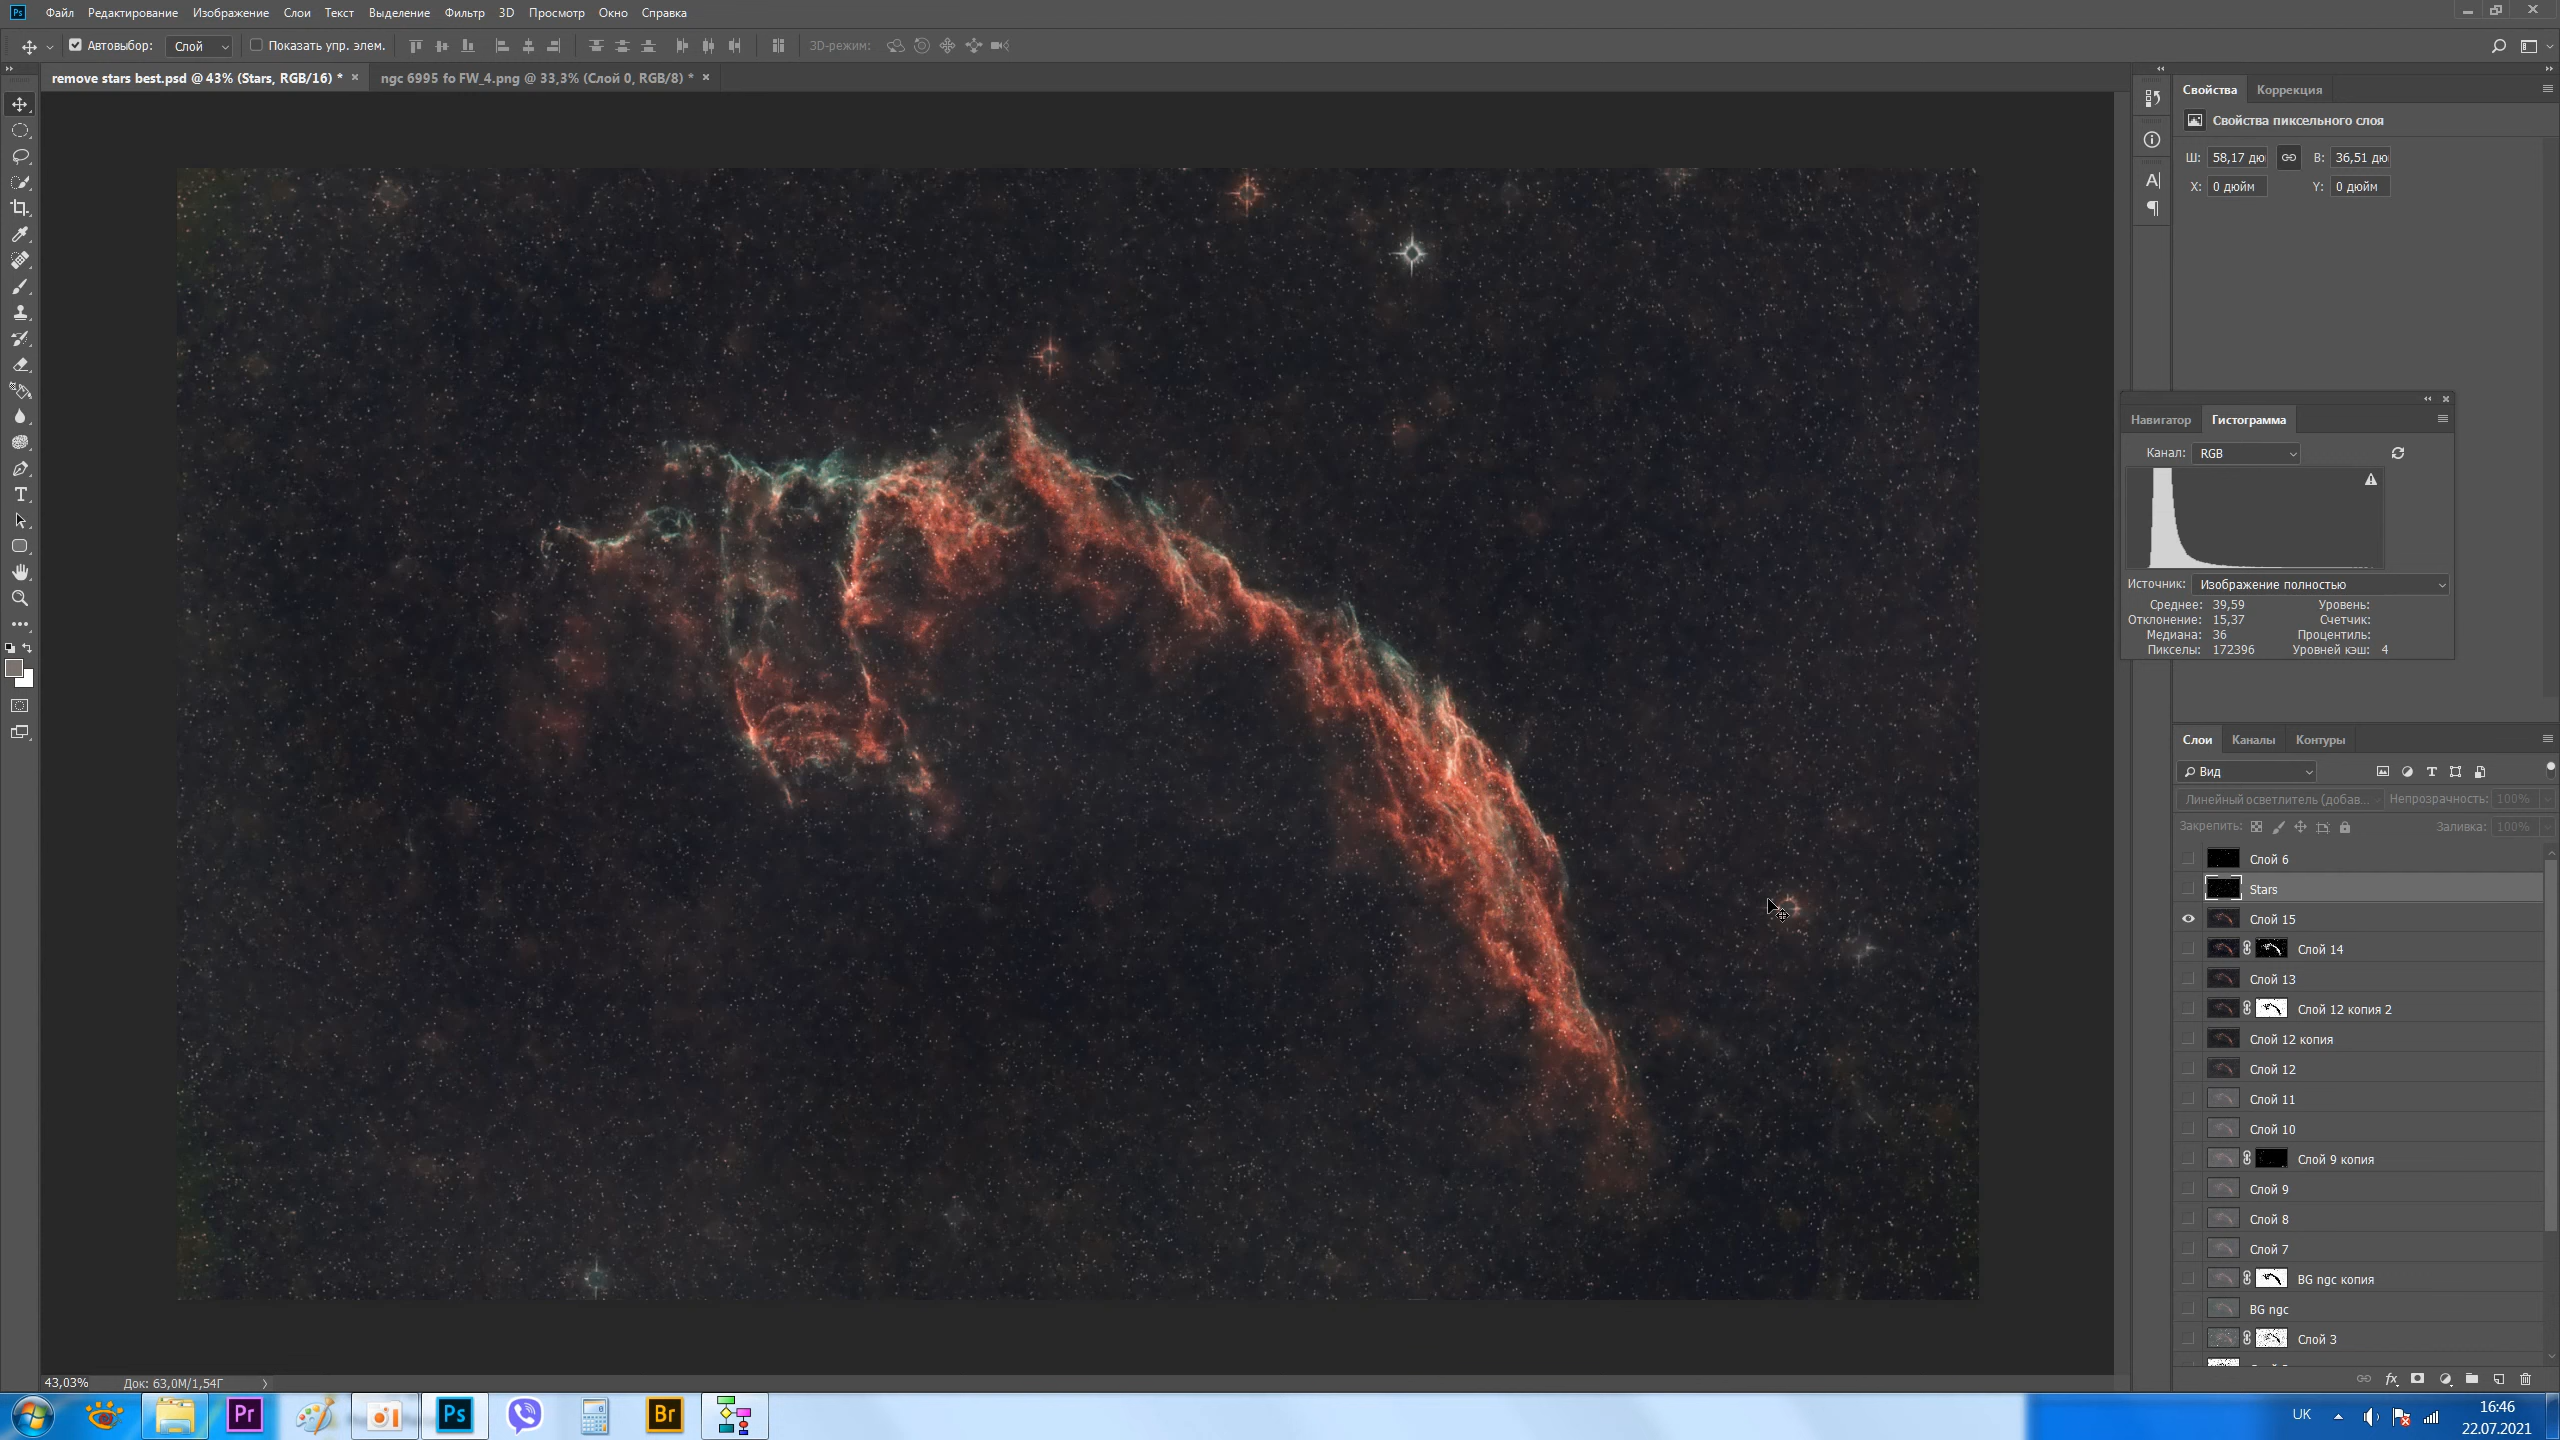 Ps Файл Редактирование Изображение Слои Текст Выделение Фильтр 3D Просмотр Окно Справка
Автовыбор: Слой Показать упр. элем. 3D-режим:
remove stars best.psd @ 43% (Stars, RGB/16) * × ngc 6995 fo FW_4.png @ 33,3% (Слой 0, RGB/8) * ×
Свойства Коррекция
Свойства пиксельного слоя
Ш: 58,17 дю В: 36,51 дю
X: 0 дюйм Y: 0 дюйм
Навигатор Гистограмма
Канал: RGB
Источник: Изображение полностью
Среднее: 39,59 Уровень:
Отклонение: 15,37 Счетчик:
Медиана: 36 Процентиль:
Пикселы: 172396 Уровней кэш: 4
Слои Каналы Контуры
Вид
Линейный осветлитель (добав... Непрозрачность: 100%
Закрепить: Заливка: 100%
Слой 6
Stars
Слой 15
Слой 14
Слой 13
Слой 12 копия 2
Слой 12 копия
Слой 12
Слой 11
Слой 10
Слой 9 копия
Слой 9
Слой 8
Слой 7
BG ngc копия
BG ngc
Слой 3
43,03% Док: 63,0M/1,54Г
Pr Ps Br UK 16:46
22.07.2021